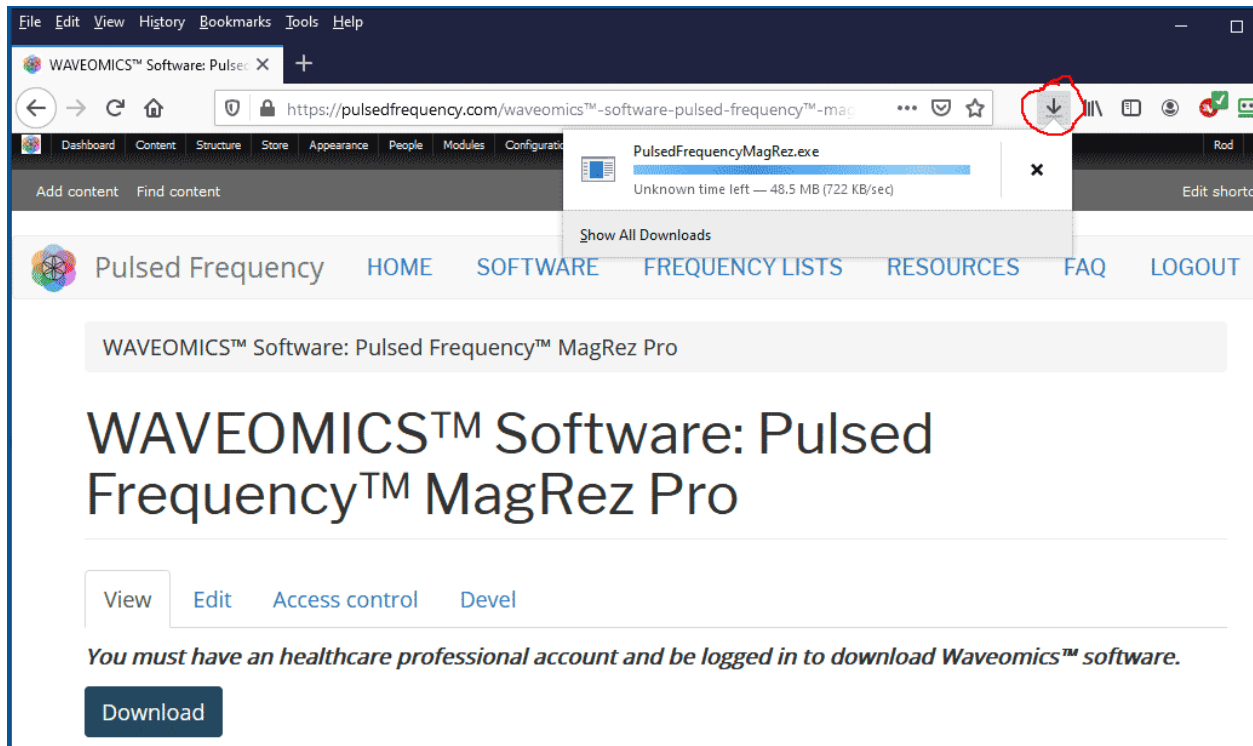 File Edit View History Bookmarks Tools Help
WAVEOMICS™ Software: Pulsed
https://pulsedfrequency.com/waveomics™-software-pulsed-frequency™-mag
Dashboard Content Structure Store Appearance People Modules Configuratio Rod
PulsedFrequencyMagRez.exe
Unknown time left — 48.5 MB (722 KB/sec)
Add content Find content Edit shortc
Show All Downloads
Pulsed Frequency HOME SOFTWARE FREQUENCY LISTS RESOURCES FAQ LOGOUT
WAVEOMICS™ Software: Pulsed Frequency™ MagRez Pro
WAVEOMICS™ Software: Pulsed
Frequency™ MagRez Pro
View Edit Access control Devel
You must have an healthcare professional account and be logged in to download Waveomics™ software.
Download